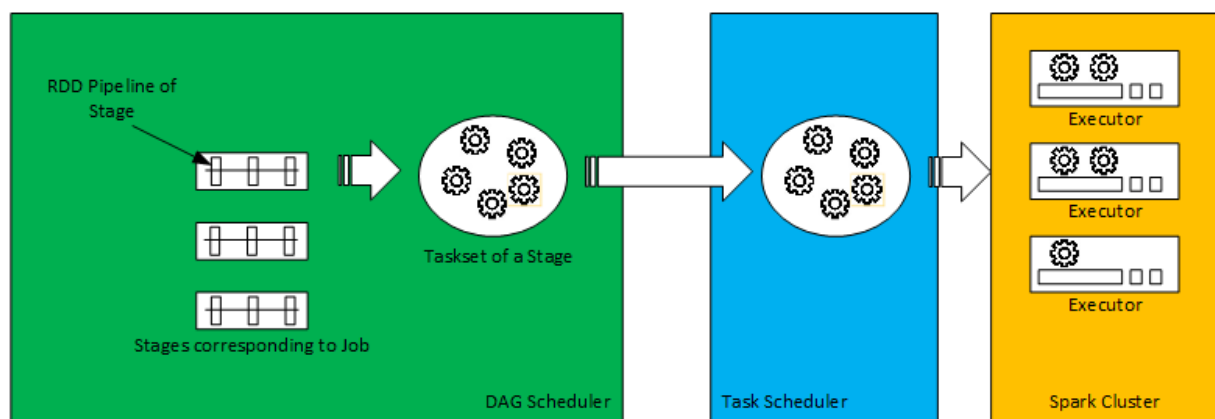 RDD Pipeline of
Stage
Stages corresponding to Job
Taskset of a Stage
DAG Scheduler
Task Scheduler
Executor
Executor
Executor
Spark Cluster